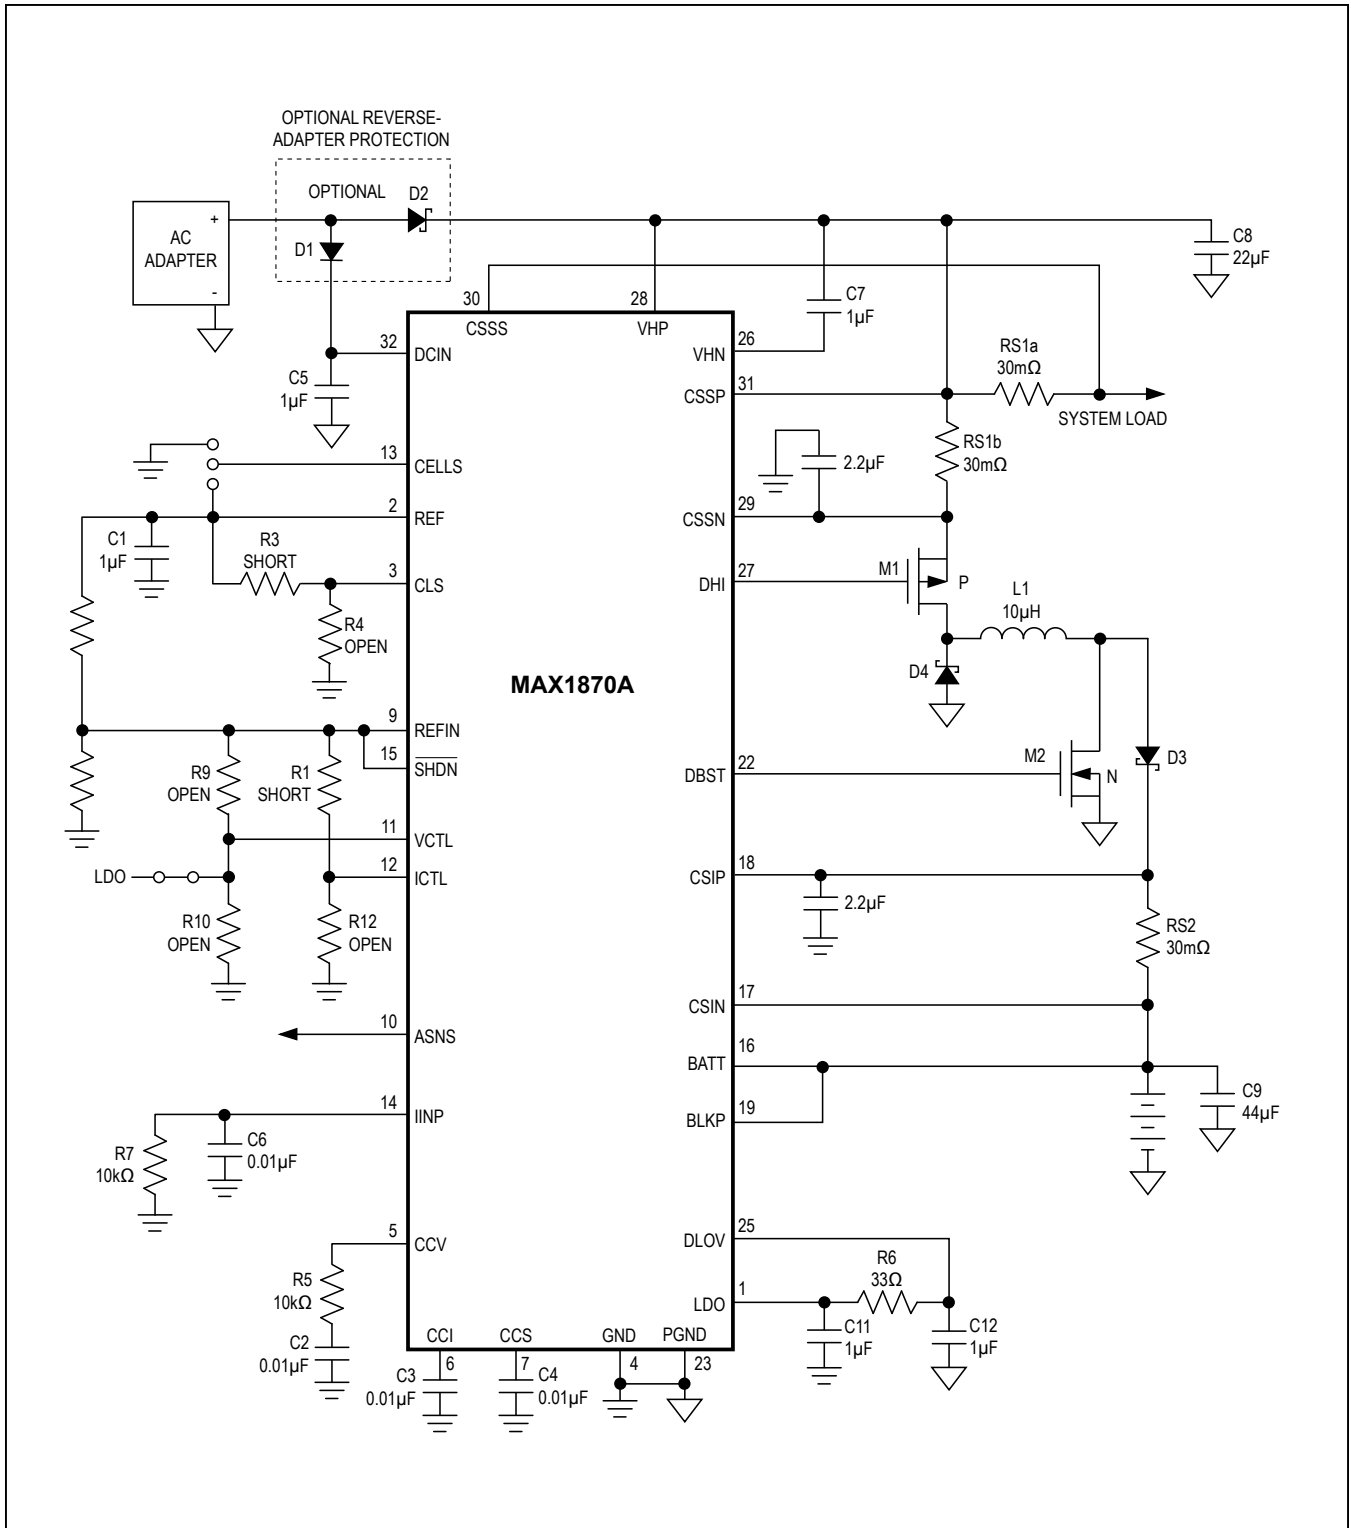 OPTIONAL REVERSE-
ADAPTER PROTECTION
OPTIONAL
D2
D1
AC
ADAPTER
+
-
C8
22µF
30
CSSS
28
VHP
C7
1µF
26
VHN
32
DCIN
C5
1µF
31
CSSP
RS1a
30mΩ
SYSTEM LOAD
RS1b
30mΩ
2.2µF
13
CELLS
2
REF
C1
1µF
R3
SHORT
3
CLS
R4
OPEN
29
CSSN
27
DHI
M1
P
L1
10µH
D4
MAX1870A
9
REFIN
15
SHDN
R9
OPEN
R1
SHORT
22
DBST
M2
N
D3
11
VCTL
12
ICTL
LDO
R10
OPEN
R12
OPEN
18
CSIP
2.2µF
RS2
30mΩ
17
CSIN
10
ASNS
16
BATT
19
BLKP
C9
44µF
14
IINP
R7
10kΩ
C6
0.01µF
5
CCV
R5
10kΩ
C2
0.01µF
25
DLOV
R6
33Ω
1
LDO
C11
1µF
C12
1µF
CCI
6
CCS
7
GND
4
PGND
23
C3
0.01µF
C4
0.01µF